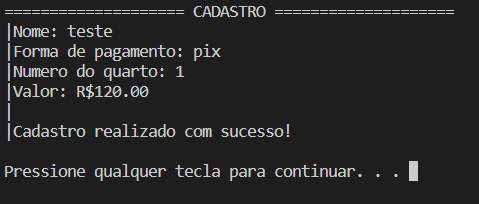 ==================== CADASTRO ====================
|Nome: teste
|Forma de pagamento: pix
|Numero do quarto: 1
|Valor: R$120.00
|
|Cadastro realizado com sucesso!
Pressione qualquer tecla para continuar. . .